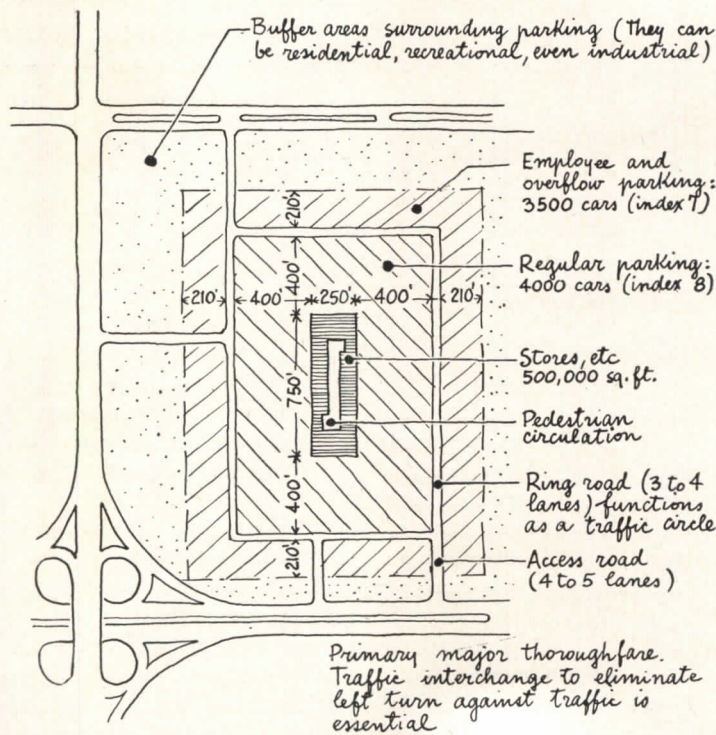 Buffer areas surrounding parking (They can
be residential, recreational, even industrial)
Employee and
overflow parking:
3500 cars (index 7)
Regular parking:
4000 cars (index 8)
210'
400'
210' 400' 250' 400' 210'
750'
Stores, etc
500,000 sq. ft.
Pedestrian
circulation
400'
Ring road (3 to 4
lanes) functions
as a traffic circle
210'
Access road
(4 to 5 lanes)
Primary major thoroughfare.
Traffic interchange to eliminate
left turn against traffic is
essential